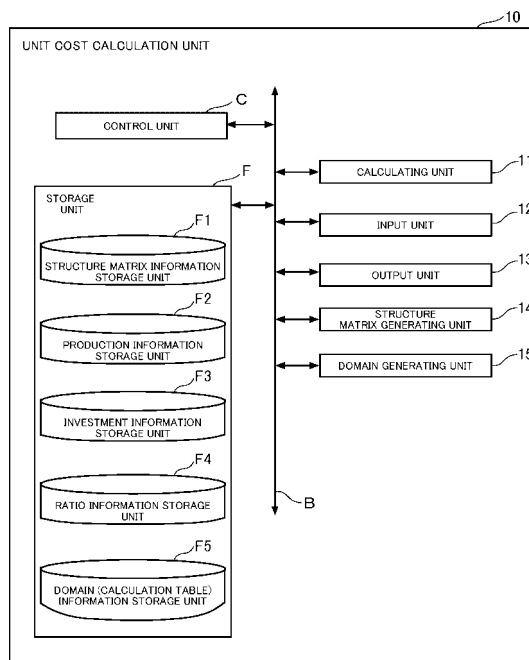 10
UNIT COST CALCULATION UNIT
C
CONTROL UNIT
F
STORAGE
UNIT
F1
STRUCTURE MATRIX INFORMATION
STORAGE UNIT
F2
PRODUCTION INFORMATION
STORAGE UNIT
F3
INVESTMENT INFORMATION
STORAGE UNIT
F4
RATIO INFORMATION STORAGE
UNIT
F5
DOMAIN (CALCULATION TABLE)
INFORMATION STORAGE UNIT
11
CALCULATING UNIT
12
INPUT UNIT
13
OUTPUT UNIT
14
STRUCTURE
MATRIX GENERATING UNIT
15
DOMAIN GENERATING UNIT
B